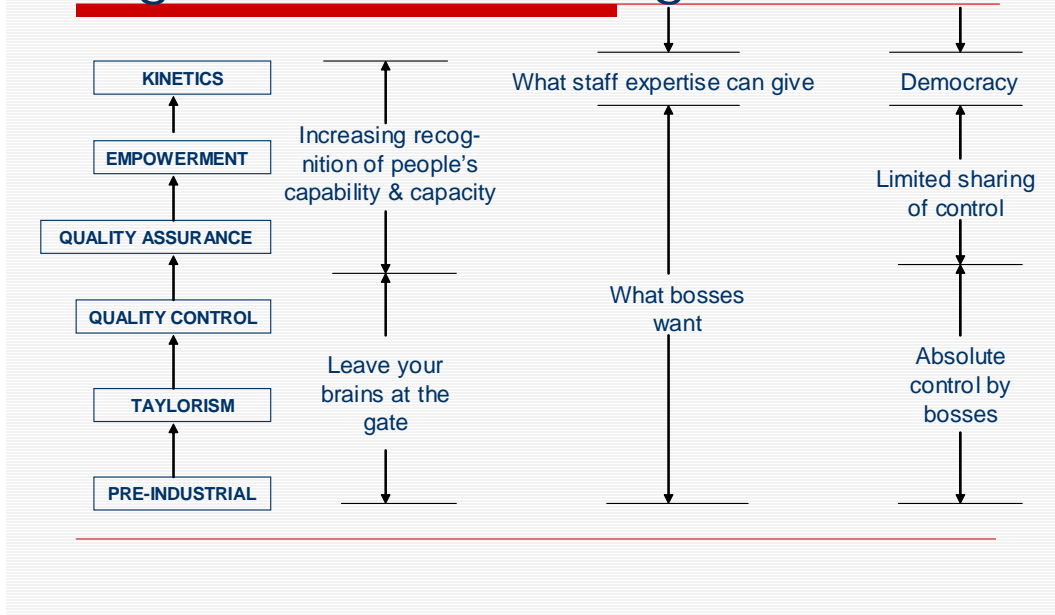 KINETICS
EMPOWERMENT
QUALITY ASSURANCE
QUALITY CONTROL
TAYLORISM
PRE-INDUSTRIAL
Increasing recog-
nition of people's
capability & capacity
Leave your
brains at the
gate
What staff expertise can give
What bosses
want
Democracy
Limited sharing
of control
Absolute
control by
bosses